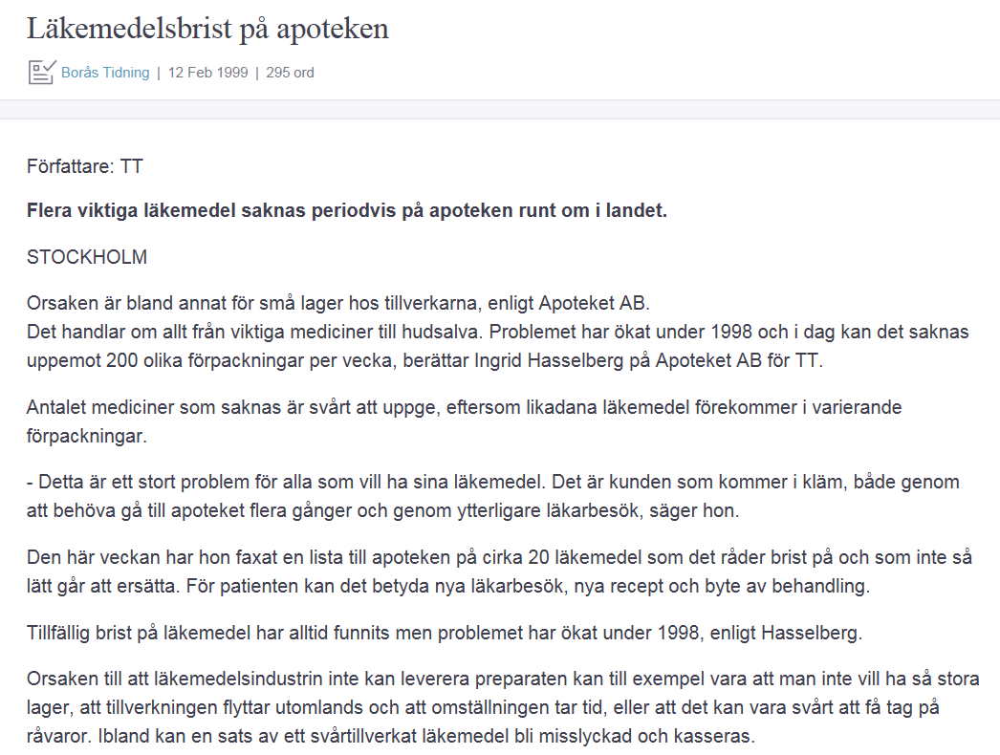 Läkemedelsbrist på apoteken
Borås Tidning | 12 Feb 1999 | 295 ord
Författare: TT
Flera viktiga läkemedel saknas periodvis på apoteken runt om i landet.
STOCKHOLM
Orsaken är bland annat för små lager hos tillverkarna, enligt Apoteket AB.
Det handlar om allt från viktiga mediciner till hudsalva. Problemet har ökat under 1998 och i dag kan det saknas
uppemot 200 olika förpackningar per vecka, berättar Ingrid Hasselberg på Apoteket AB för TT.
Antalet mediciner som saknas är svårt att uppge, eftersom likadana läkemedel förekommer i varierande
förpackningar.
- Detta är ett stort problem för alla som vill ha sina läkemedel. Det är kunden som kommer i kläm, både genom
att behöva gå till apoteket flera gånger och genom ytterligare läkarbesök, säger hon.
Den här veckan har hon faxat en lista till apoteken på cirka 20 läkemedel som det råder brist på och som inte så
lätt går att ersätta. För patienten kan det betyda nya läkarbesök, nya recept och byte av behandling.
Tillfällig brist på läkemedel har alltid funnits men problemet har ökat under 1998, enligt Hasselberg.
Orsaken till att läkemedelsindustrin inte kan leverera preparaten kan till exempel vara att man inte vill ha så stora
lager, att tillverkningen flyttar utomlands och att omställningen tar tid, eller att det kan vara svårt att få tag på
råvaror. Ibland kan en sats av ett svårtillverkat läkemedel bli misslyckad och kasseras.